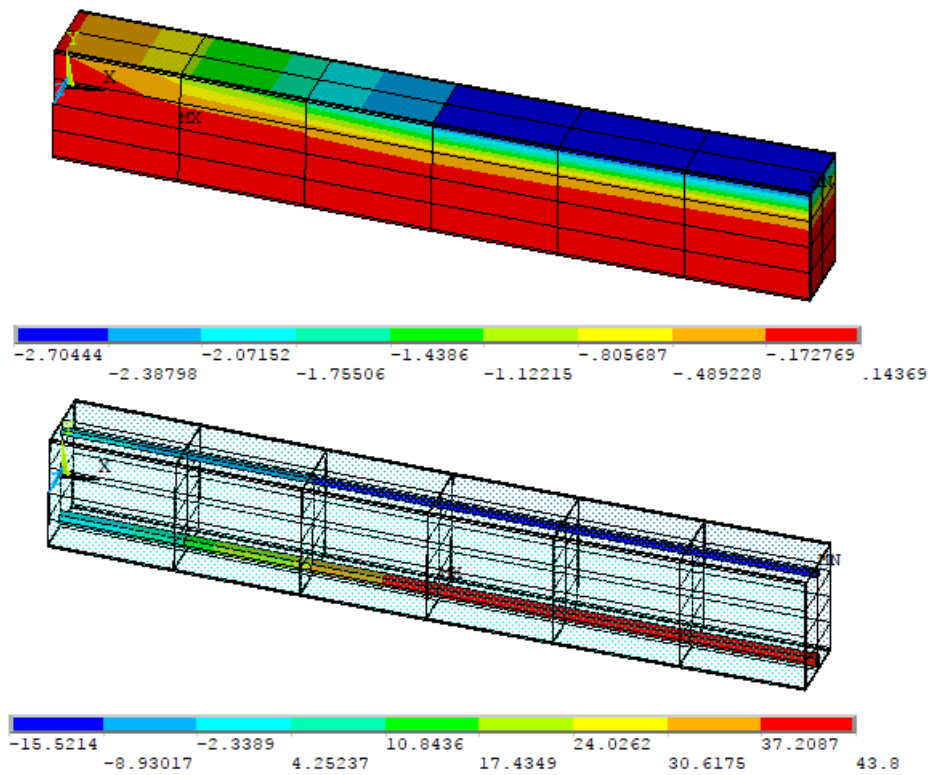 Y
X
MX
MN
-2.70444 -2.07152 -1.4386 -.805687 -.172769
-2.38798 -1.75506 -1.12215 -.489228 .14369
Y
X
N
-15.5214 -2.3389 10.8436 24.0262 37.2087
-8.93017 4.25237 17.4349 30.6175 43.8